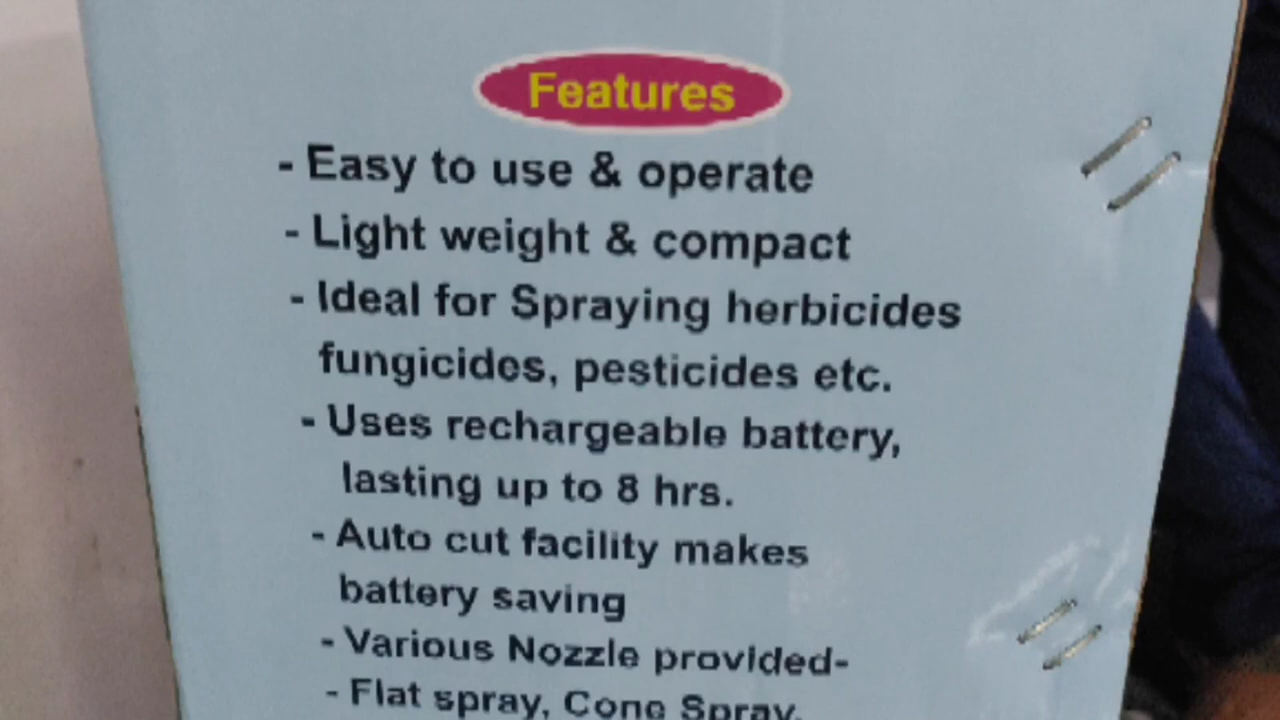 Features
- Easy to use & operate
- Light weight & compact
- Ideal for Spraying herbicides
fungicides, pesticides etc.
- Uses rechargeable battery,
lasting up to 8 hrs.
- Auto cut facility makes
battery saving
- Various Nozzle provided-
- Flat spray, Cone Spray,